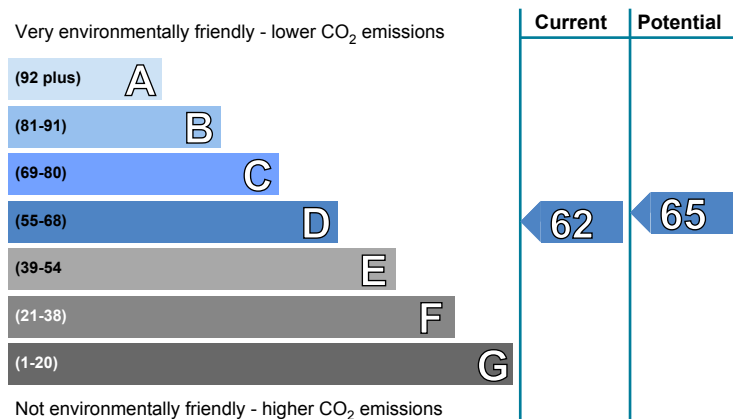 Current Potential
Very environmentally friendly - lower CO2 emissions
(92 plus) A
(81-91) B
(69-80) C
(55-68) D
62 65
(39-54 E
(21-38) F
(1-20) G
Not environmentally friendly - higher CO2 emissions